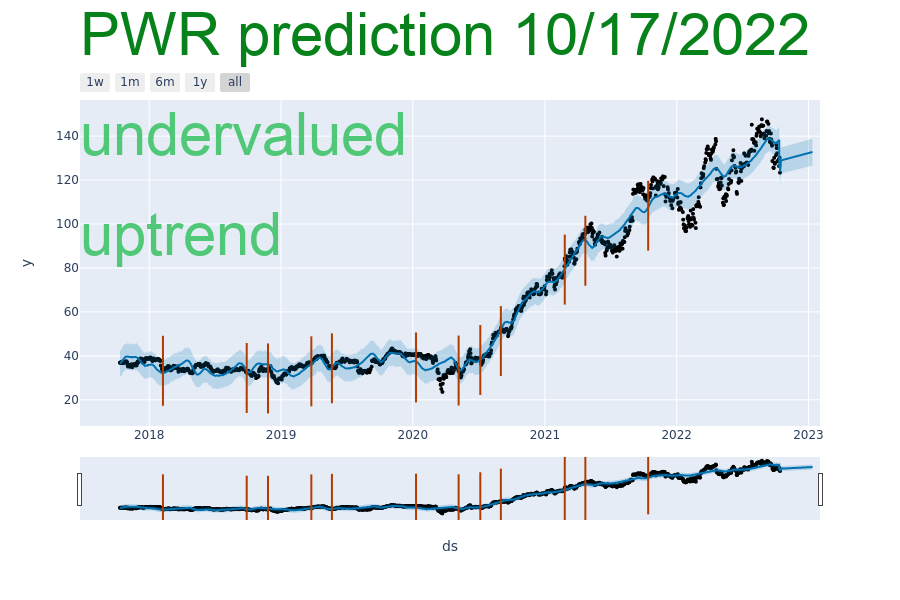 PWR prediction 10/17/2022
1w 1m 6m 1y all
undervalued
uptrend
140
120
100
80
60
40
20
y
2018 2019 2020 2021 2022 2023
ds